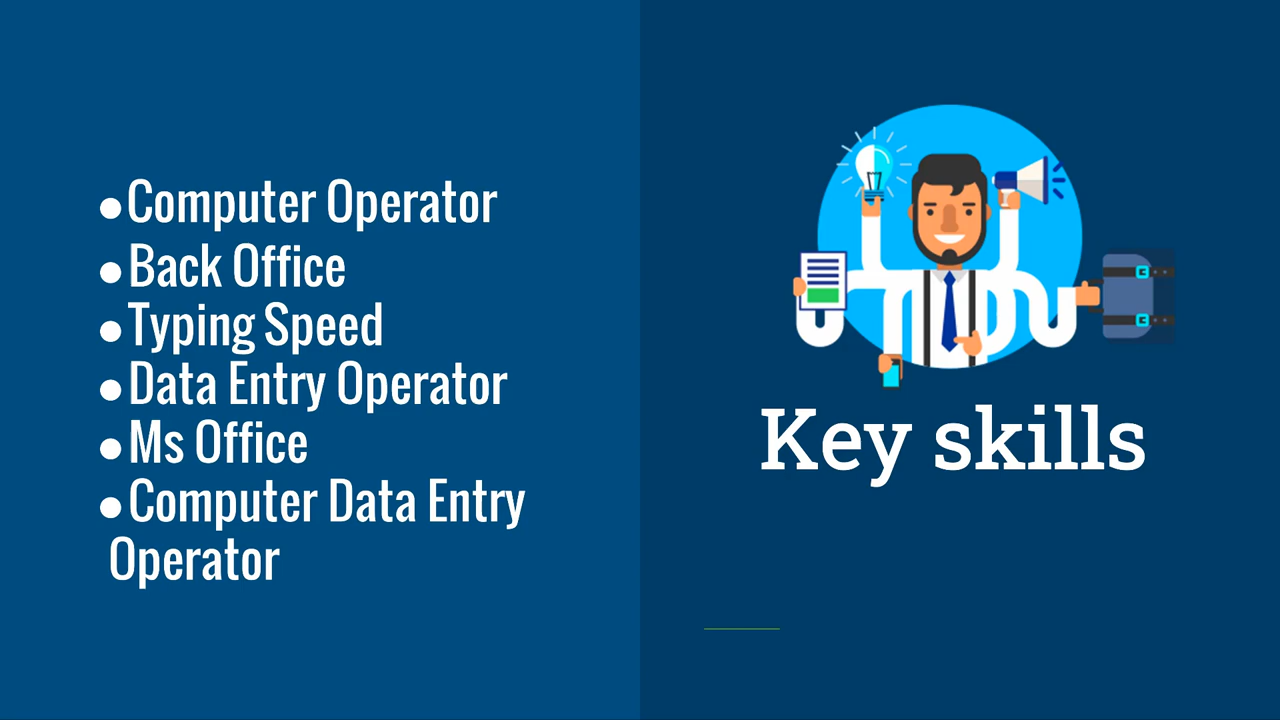 ●Computer Operator
●Back Office
●Typing Speed
●Data Entry Operator
●Ms Office
●Computer Data Entry
Operator
Key skills